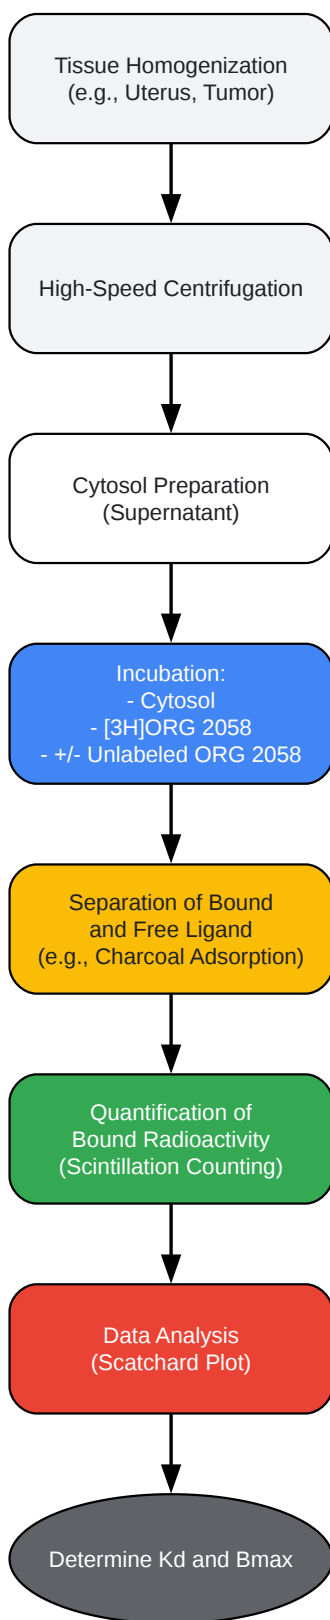 Tissue Homogenization
(e.g., Uterus, Tumor)
High-Speed Centrifugation
Cytosol Preparation
(Supernatant)
Incubation:
- Cytosol
- [3H]ORG 2058
- +/- Unlabeled ORG 2058
Separation of Bound
and Free Ligand
(e.g., Charcoal Adsorption)
Quantification of
Bound Radioactivity
(Scintillation Counting)
Data Analysis
(Scatchard Plot)
Determine Kd and Bmax